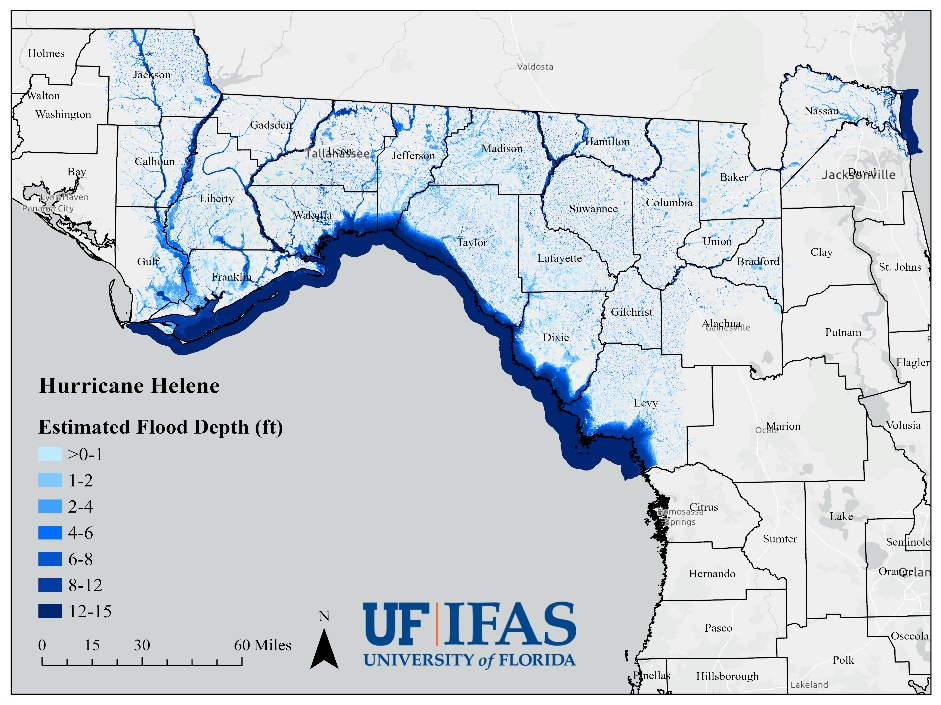 Holmes
Jackson
Valdosta
Walton
Washington
Gadsden
Nassau
Tallahassee
Jefferson
Madison
Hamilton
Calhoun
Bay
Baker
Jacksonville
Lynn Haven
Panama City
Liberty
Wakulla
Suwannee
Columbia
Taylor
Union
Lafayette
Bradford
Clay
St. Johns
Gulf
Franklin
Gilchrist
Alachua
Gainesville
Dixie
Putnam
Flagler
Hurricane Helene
Levy
Estimated Flood Depth (ft)
Marion
Ocala
Volusia
>0-1
1-2
2-4
4-6
6-8
8-12
12-15
Citrus
Homosassa
Springs
Lake
Sumter
Seminole
Hernando
Orange
Orlan
N
0 15 30 60 Miles
UF|IFAS
UNIVERSITY of FLORIDA
Pasco
Osceola
Polk
Pinellas
Hillsborough
Lakeland